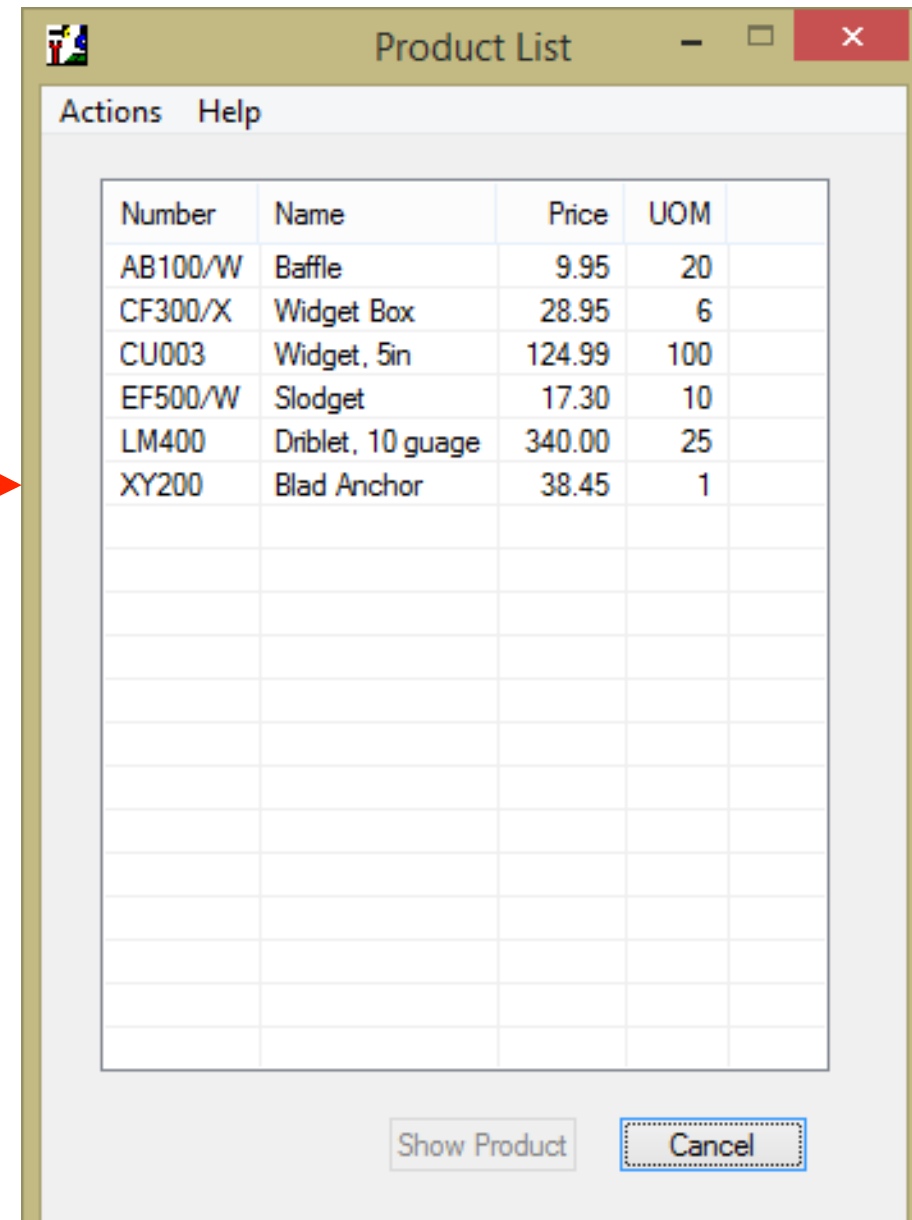 Product List
Actions Help
Number Name Price UOM
AB100/W Baffle 9.95 20
CF300/X Widget Box 28.95 6
CU003 Widget, 5in 124.99 100
EF500/W Slodget 17.30 10
LM400 Driblet, 10 guage 340.00 25
XY200 Blad Anchor 38.45 1
Show Product Cancel